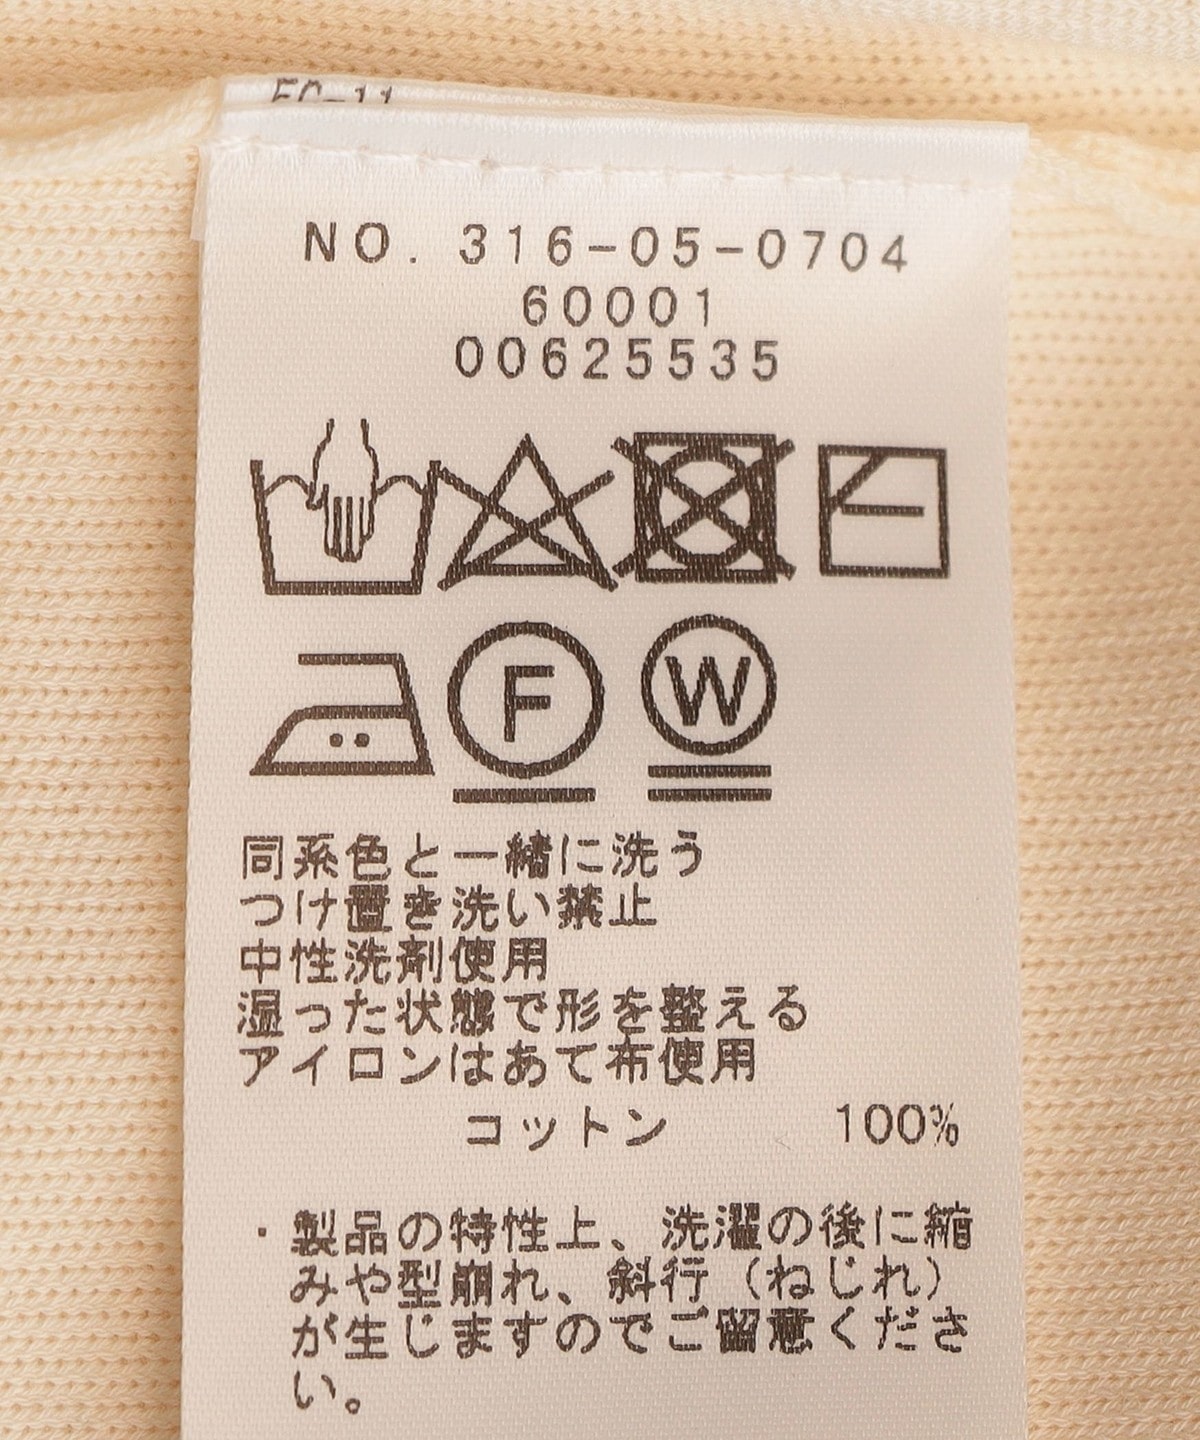 NO. 316-05-0704
60001
00625535
F
W
同系色と一緒に洗う
つけ置き洗い禁止
中性洗剤使用
湿った状態で形を整える
アイロンはあて布使用
コットン 100%
・製品の特性上、洗濯の後に縮
みや型崩れ、斜行（ねじれ）
が生じますのでご留意くださ
い。